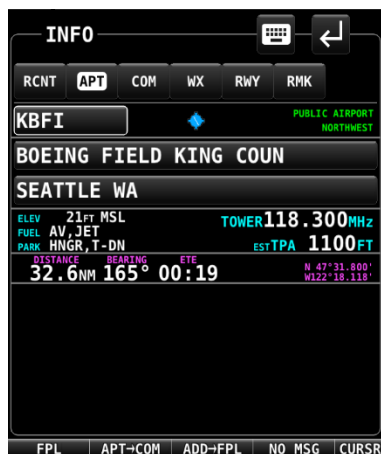 INFO
RCNT APT COM WX RWY RMK
KBFI
PUBLIC AIRPORT
NORTHWEST
BOEING FIELD KING COUN
SEATTLE WA
ELEV 21FT MSL
FUEL AV,JET
PARK HNGR,T-DN
TOWER118.300MHz
ESTTPA 1100FT
DISTANCE BEARING ETE
32.6NM 165° 00:19
N 47°31.800'
W122°18.118'
FPL APT→COM ADD→FPL NO MSG CURSR